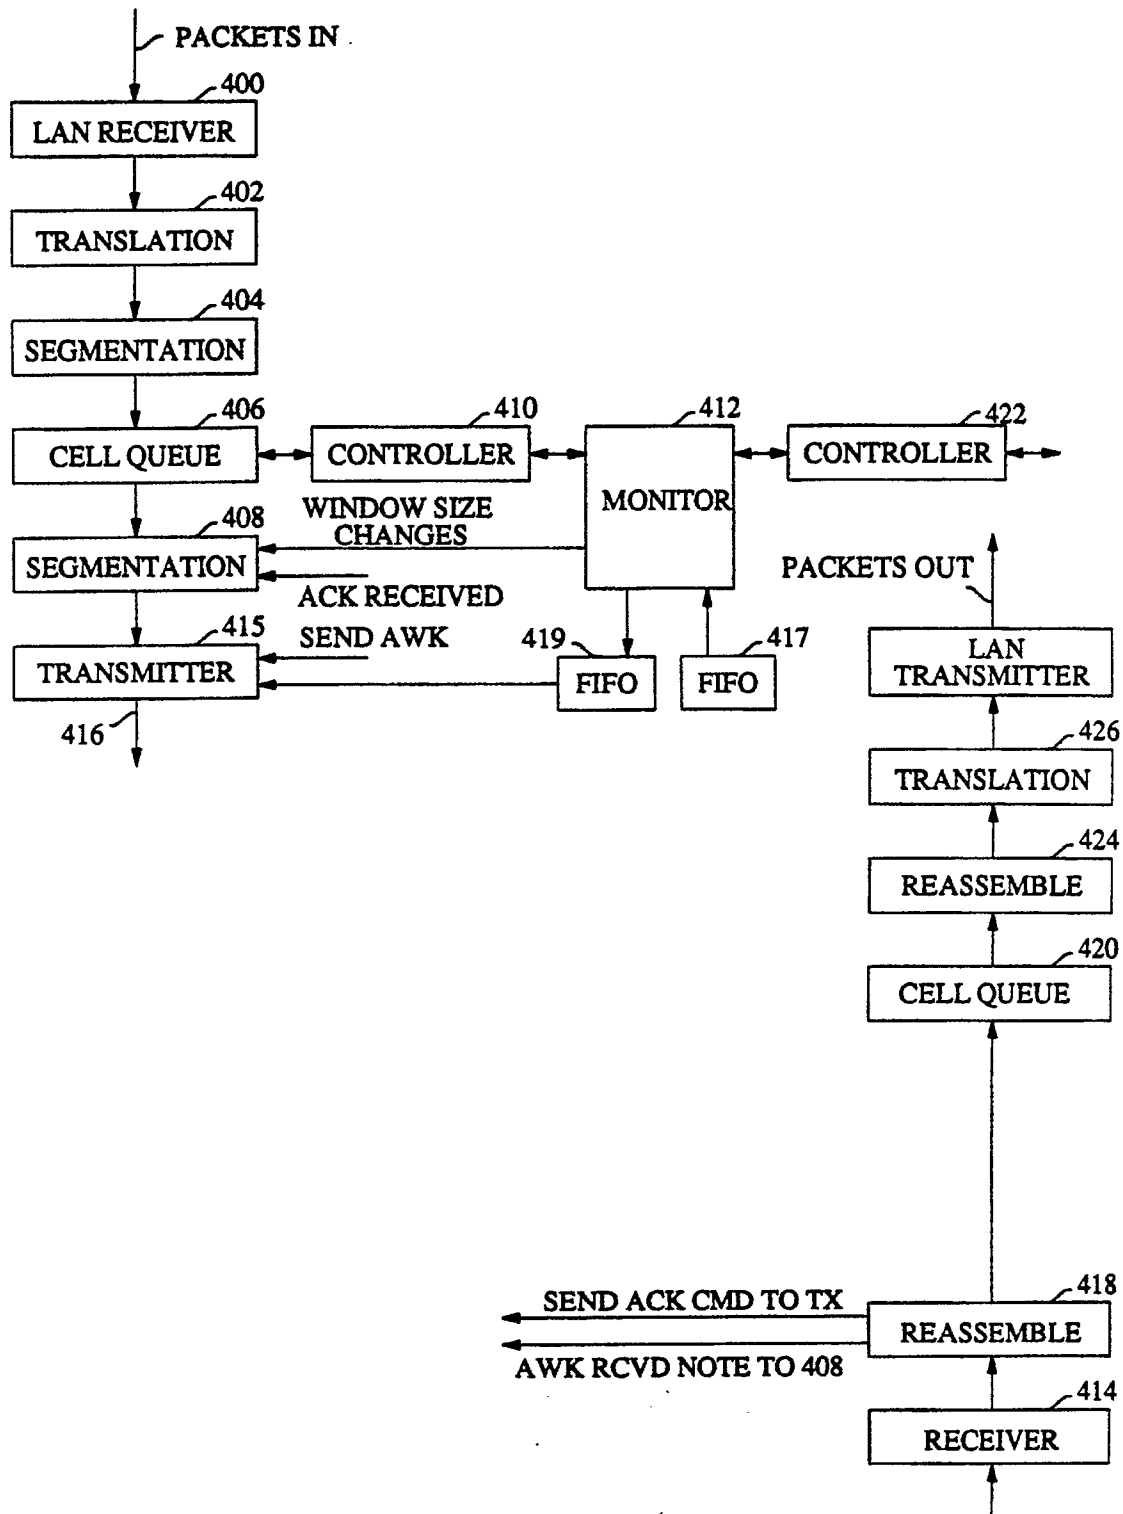 PACKETS IN
400
LAN RECEIVER
402
TRANSLATION
404
SEGMENTATION
406
CELL QUEUE
410
CONTROLLER
412
MONITOR
422
CONTROLLER
WINDOW SIZE
CHANGES
408
SEGMENTATION
ACK RECEIVED
SEND AWK
415
TRANSMITTER
416
419
FIFO
417
FIFO
PACKETS OUT
LAN
TRANSMITTER
426
TRANSLATION
424
REASSEMBLE
420
CELL QUEUE
SEND ACK CMD TO TX
AWK RCVD NOTE TO 408
418
REASSEMBLE
414
RECEIVER